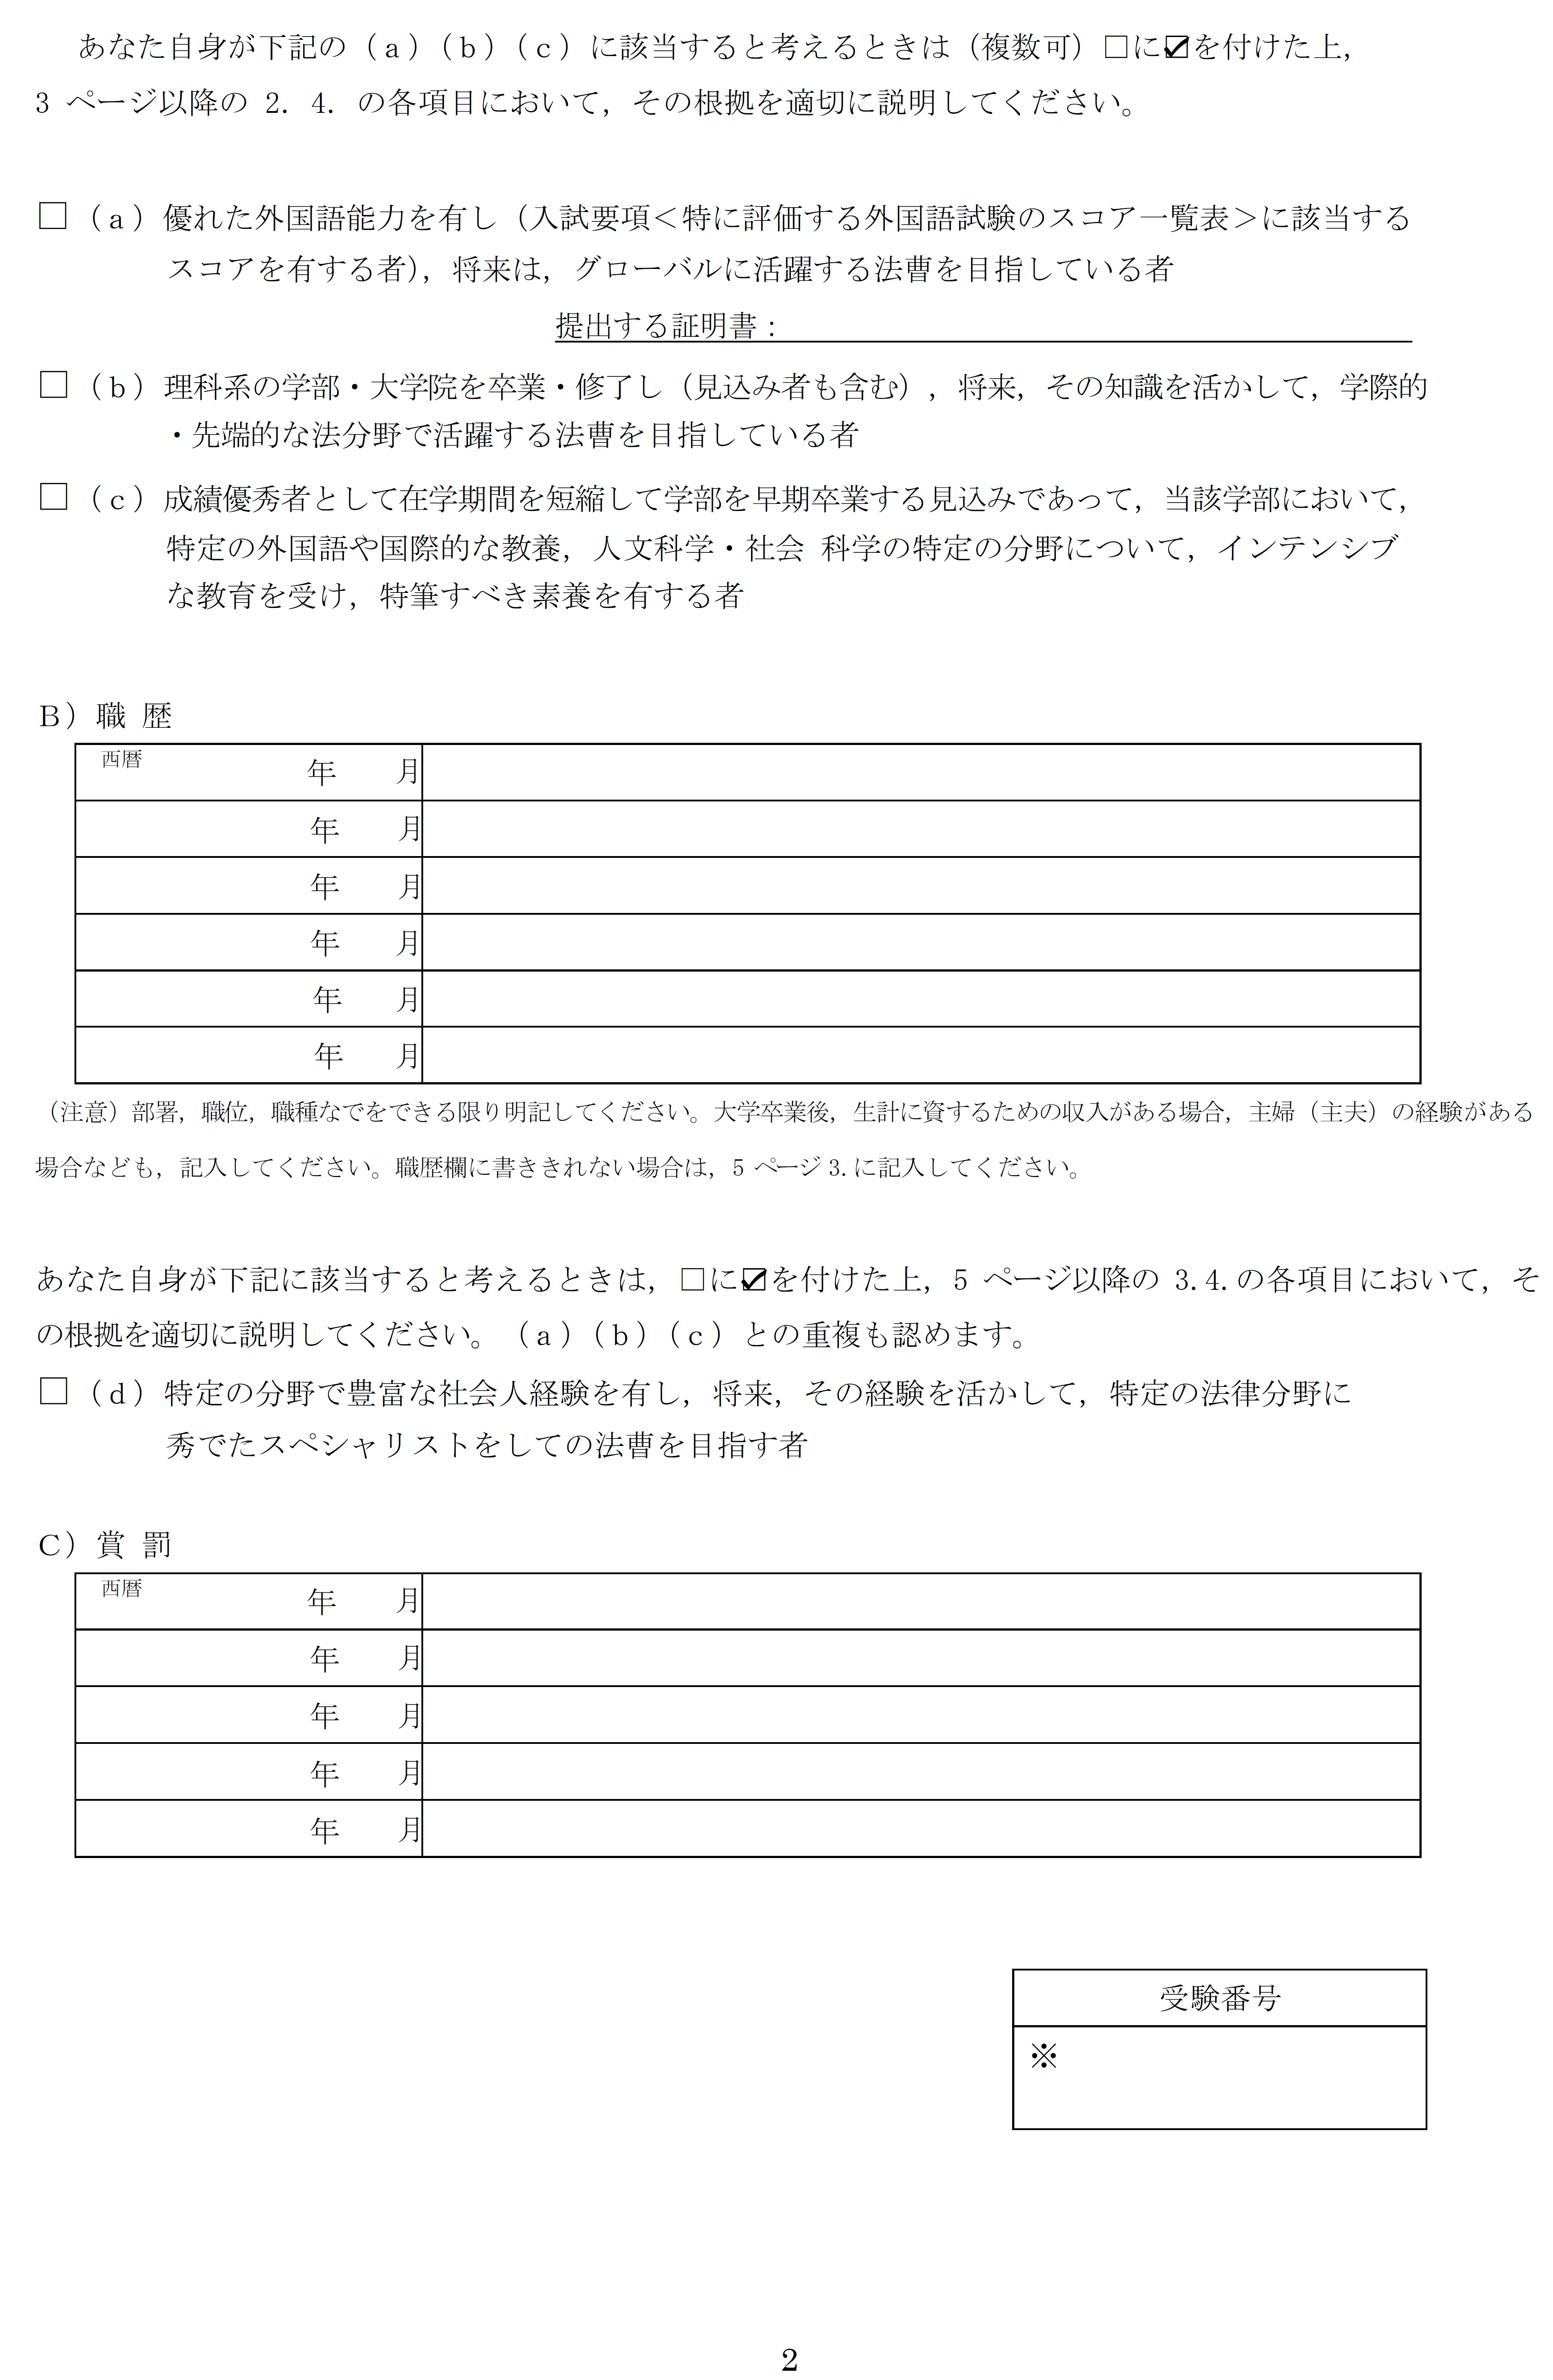 あなた自身が下記の（ａ）（ｂ）（ｃ）に該当すると考えるときは（複数可）□に☑を付けた上，
3 ページ以降の 2．4．の各項目において，その根拠を適切に説明してください。
□（ａ）優れた外国語能力を有し（入試要項＜特に評価する外国語試験のスコア一覧表＞に該当する
スコアを有する者），将来は，グローバルに活躍する法曹を目指している者
提出する証明書：
□（ｂ）理科系の学部・大学院を卒業・修了し（見込み者も含む），将来，その知識を活かして，学際的
・先端的な法分野で活躍する法曹を目指している者
□（ｃ）成績優秀者として在学期間を短縮して学部を早期卒業する見込みであって，当該学部において，
特定の外国語や国際的な教養，人文科学・社会 科学の特定の分野について，インテンシブ
な教育を受け，特筆すべき素養を有する者
Ｂ）職 歴
西暦 年 月
年 月
年 月
年 月
年 月
年 月
（注意）部署，職位，職種なでをできる限り明記してください。大学卒業後，生計に資するための収入がある場合，主婦（主夫）の経験がある
場合なども，記入してください。職歴欄に書ききれない場合は，5 ページ 3. に記入してください。
あなた自身が下記に該当すると考えるときは，□に☑を付けた上，5 ページ以降の 3.4.の各項目において，そ
の根拠を適切に説明してください。（ａ）（ｂ）（ｃ）との重複も認めます。
□（ｄ）特定の分野で豊富な社会人経験を有し，将来，その経験を活かして，特定の法律分野に
秀でたスペシャリストをしての法曹を目指す者
Ｃ）賞 罰
西暦 年 月
年 月
年 月
年 月
年 月
受験番号
※
2